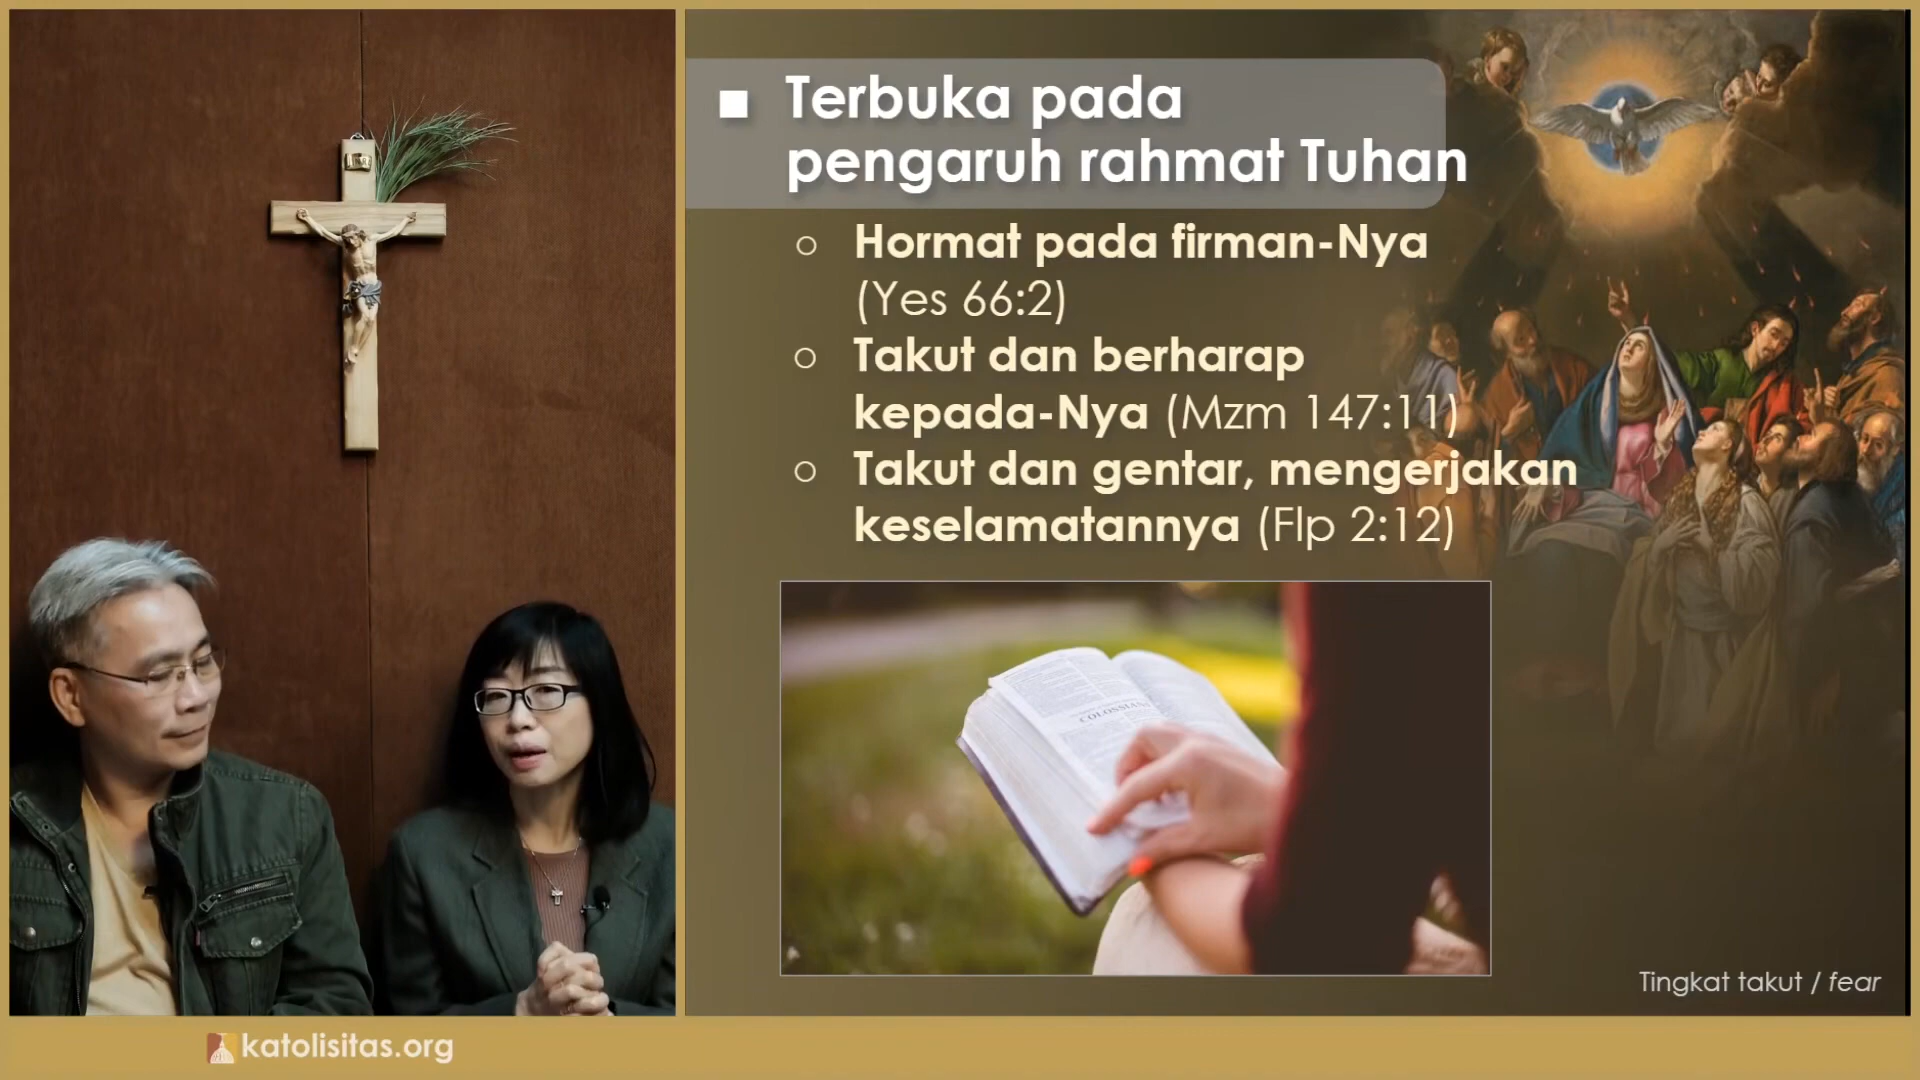 Terbuka pada
pengaruh rahmat Tuhan
Hormat pada firman-Nya
(Yes 66:2)
Takut dan berharap
kepada-Nya (Mzm 147:11)
Takut dan gentar, mengerjakan
keselamatannya (Flp 2:12)
COLOSSIANS
Tingkat takut / fear
katolisitas.org